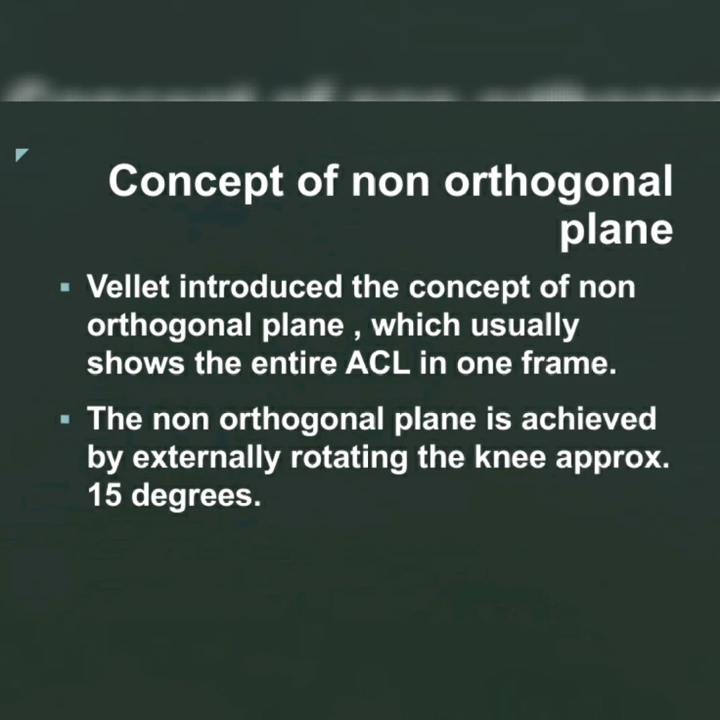 Concept of non orthogonal
plane
▪ Vellet introduced the concept of non
orthogonal plane , which usually
shows the entire ACL in one frame.
▪ The non orthogonal plane is achieved
by externally rotating the knee approx.
15 degrees.